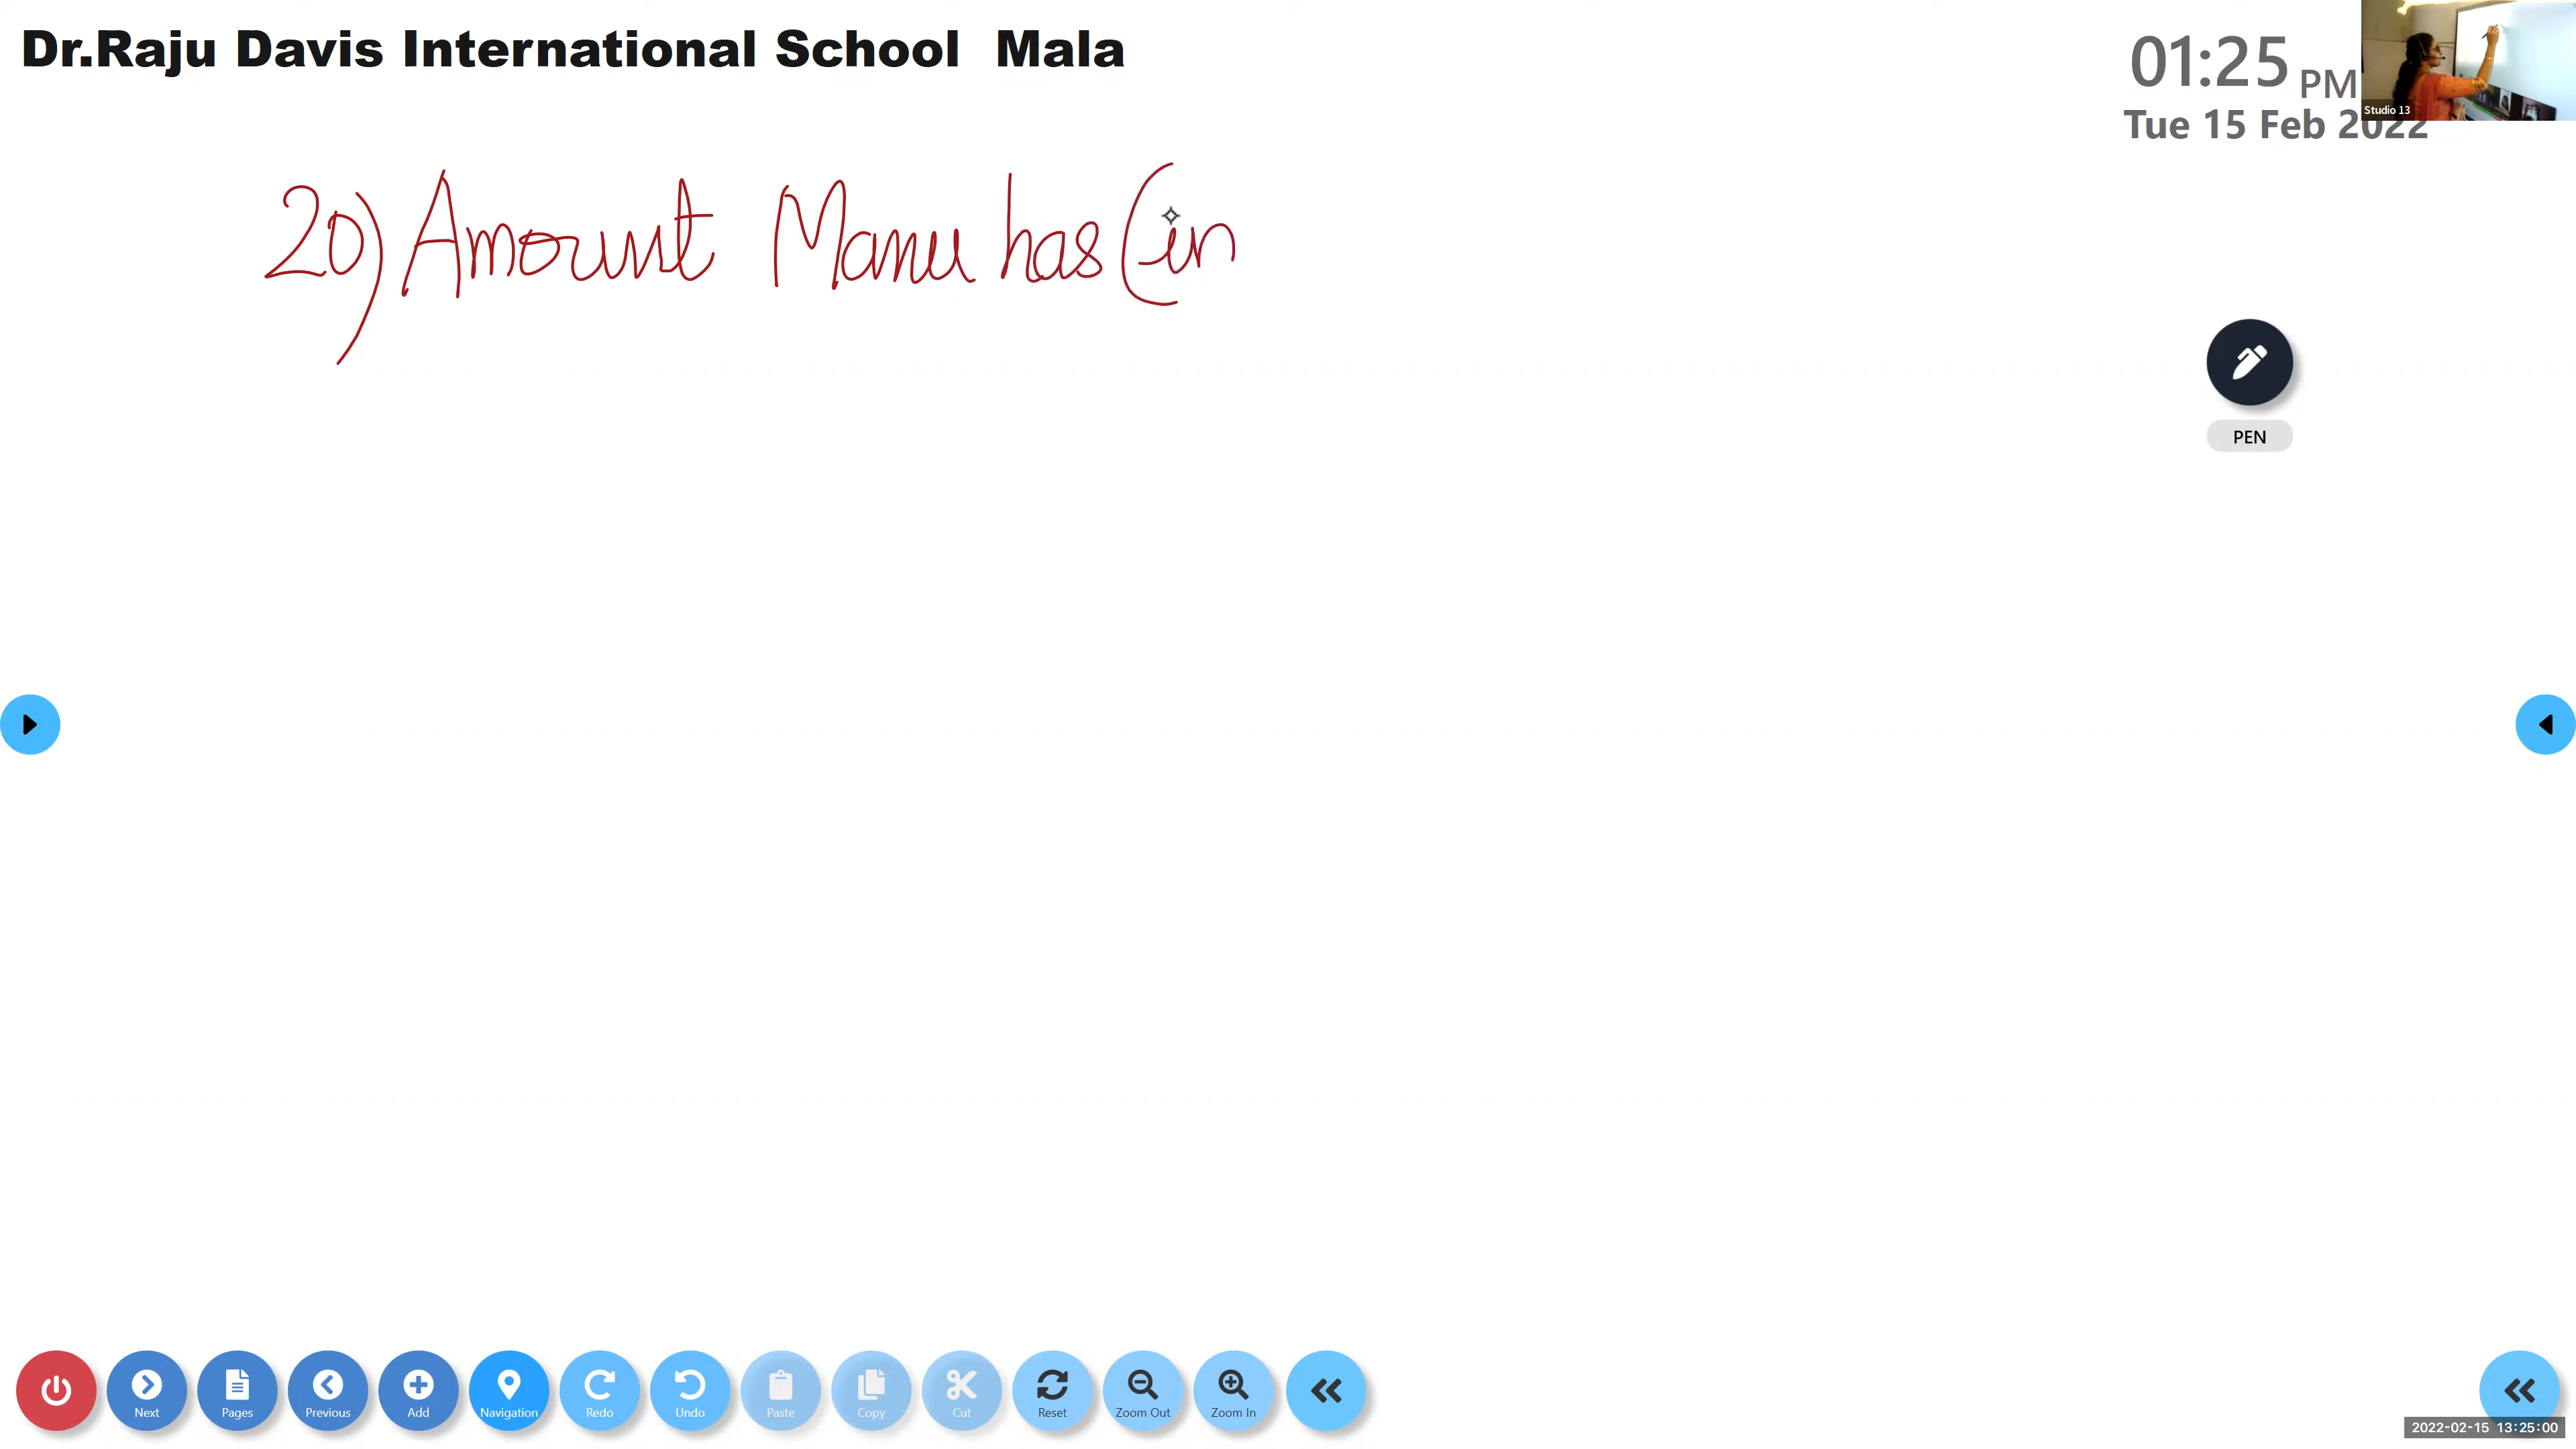 Dr.Raju Davis International School Mala
01:25 PM
Tue 15 Feb 2022
Studio 13
20) Amount Manu has (in
PEN
Next Pages Previous Add Navigation Redo Undo Paste Copy Cut Reset Zoom Out Zoom In
2022-02-15 13:25:00